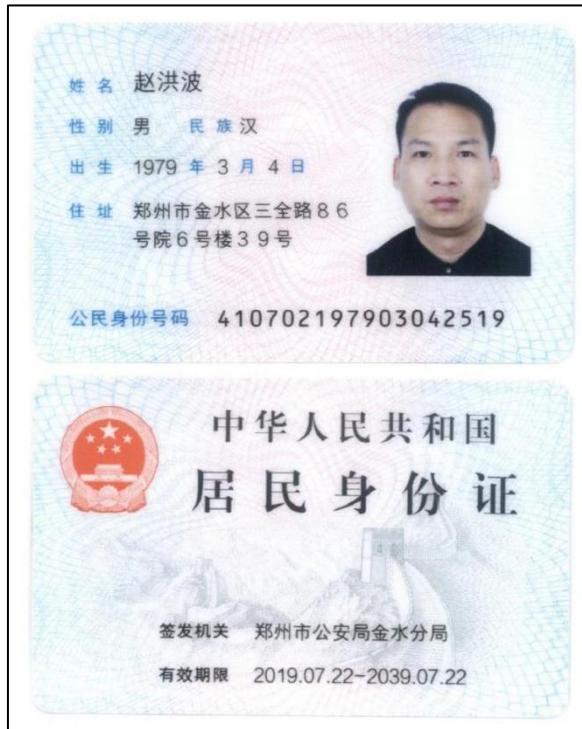 姓名 赵洪波
性别 男 民族 汉
出生 1979 年 3 月 4 日
住址 郑州市金水区三全路86
号院6号楼39号
公民身份号码 410702197903042519
中华人民共和国
居民身份证
签发机关 郑州市公安局金水分局
有效期限 2019.07.22-2039.07.22